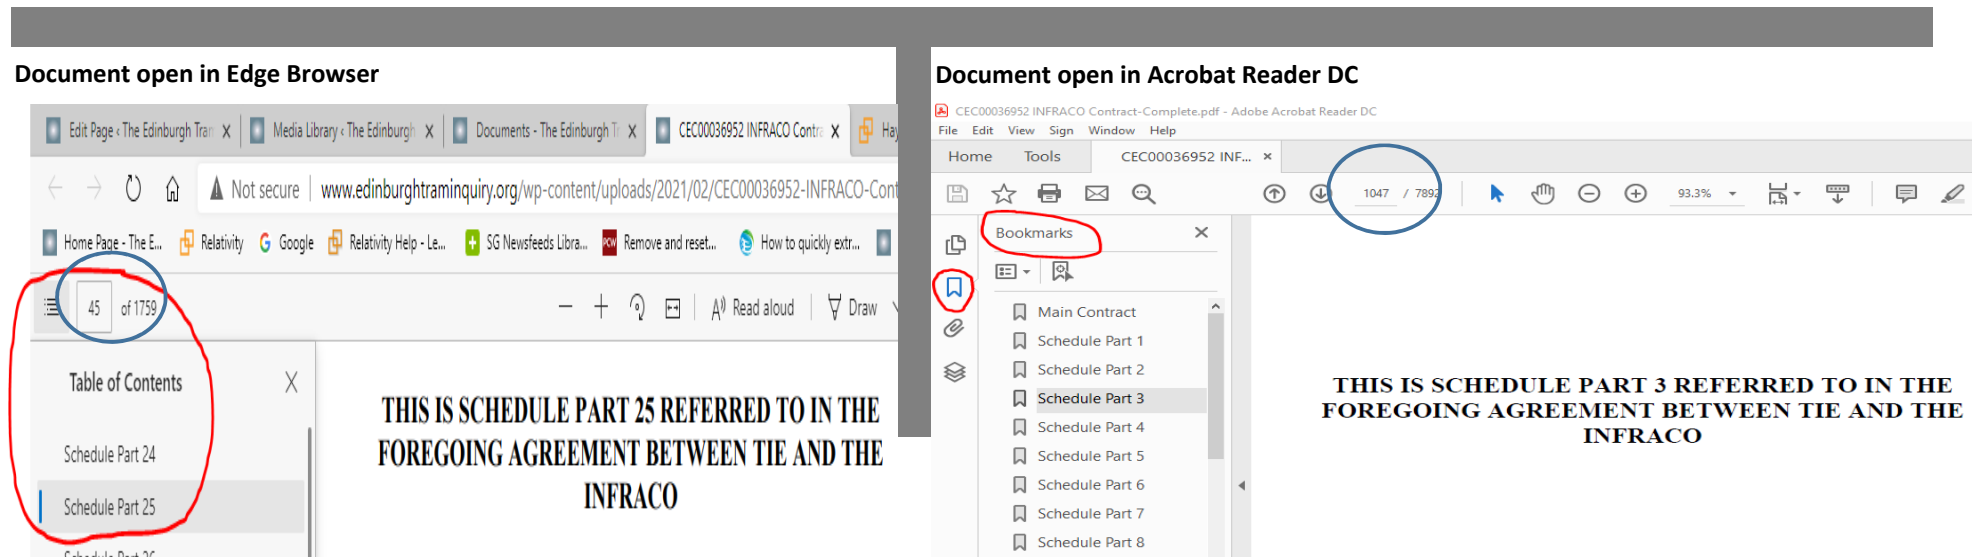 Document open in Edge Browser
Edit Page ‹ The Edinburgh Tran X
Media Library ‹ The Edinburgh X
Documents - The Edinburgh Tr X
CEC00036952 INFRACO Contra X
Hay
Not secure | www.edinburghtraminquiry.org/wp-content/uploads/2021/02/CEC00036952-INFRACO-Cont
Home Page - The E...
Relativity
G Google
Relativity Help - Le...
SG Newsfeeds Libra...
PCW Remove and reset...
How to quickly extr...
45 of 1759
Read aloud
Draw
Table of Contents
Schedule Part 24
Schedule Part 25
THIS IS SCHEDULE PART 25 REFERRED TO IN THE
FOREGOING AGREEMENT BETWEEN TIE AND THE
INFRACO
Document open in Acrobat Reader DC
CEC00036952 INFRACO Contract-Complete.pdf - Adobe Acrobat Reader DC
File Edit View Sign Window Help
Home Tools CEC00036952 INF... ×
1047 / 7892
93.3%
Bookmarks
Main Contract
Schedule Part 1
Schedule Part 2
Schedule Part 3
Schedule Part 4
Schedule Part 5
Schedule Part 6
Schedule Part 7
Schedule Part 8
THIS IS SCHEDULE PART 3 REFERRED TO IN THE
FOREGOING AGREEMENT BETWEEN TIE AND THE
INFRACO